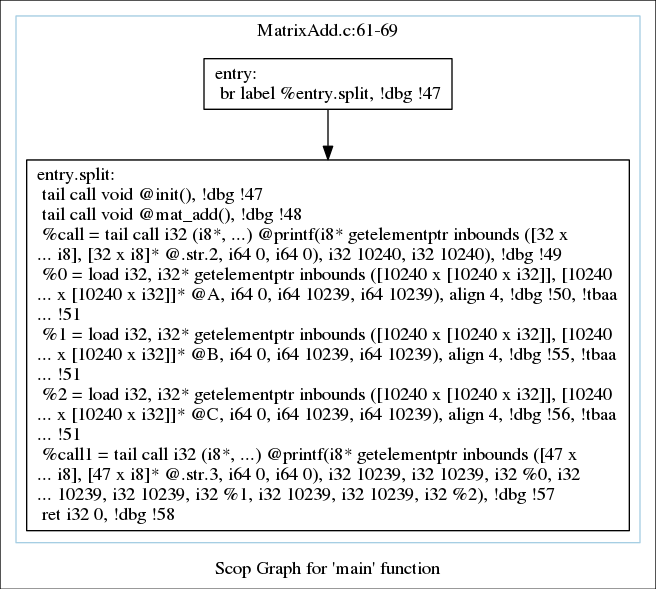 MatrixAdd.c:61-69
entry:
br label %entry.split, !dbg !47
entry.split:
tail call void @init(), !dbg !47
tail call void @mat_add(), !dbg !48
%call = tail call i32 (i8*, ...) @printf(i8* getelementptr inbounds ([32 x
... i8], [32 x i8]* @.str.2, i64 0, i64 0), i32 10240, i32 10240), !dbg !49
%0 = load i32, i32* getelementptr inbounds ([10240 x [10240 x i32]], [10240
... x [10240 x i32]]* @A, i64 0, i64 10239, i64 10239), align 4, !dbg !50, !tbaa
... !51
%1 = load i32, i32* getelementptr inbounds ([10240 x [10240 x i32]], [10240
... x [10240 x i32]]* @B, i64 0, i64 10239, i64 10239), align 4, !dbg !55, !tbaa
... !51
%2 = load i32, i32* getelementptr inbounds ([10240 x [10240 x i32]], [10240
... x [10240 x i32]]* @C, i64 0, i64 10239, i64 10239), align 4, !dbg !56, !tbaa
... !51
%call1 = tail call i32 (i8*, ...) @printf(i8* getelementptr inbounds ([47 x
... i8], [47 x i8]* @.str.3, i64 0, i64 0), i32 10239, i32 10239, i32 %0, i32
... 10239, i32 10239, i32 %1, i32 10239, i32 10239, i32 %2), !dbg !57
ret i32 0, !dbg !58
Scop Graph for 'main' function